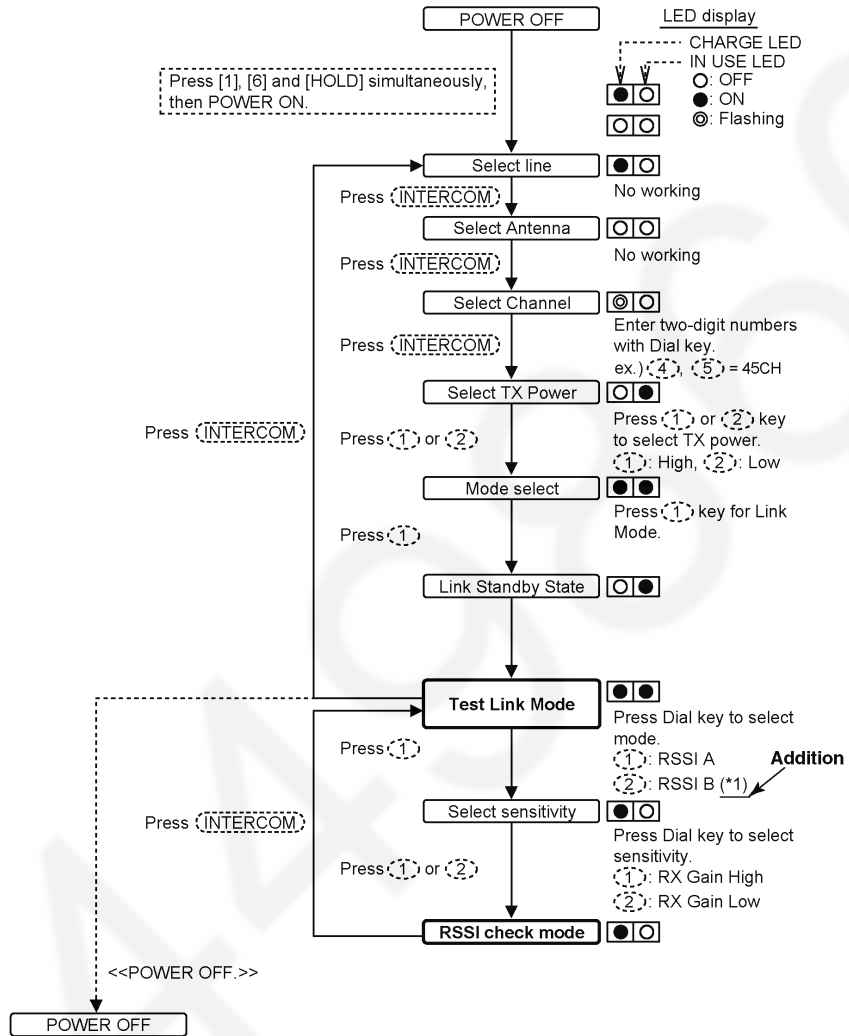 POWER OFF
LED display
CHARGE LED
IN USE LED
○: OFF
●: ON
◎: Flashing
Press [1], [6] and [HOLD] simultaneously,
then POWER ON.
Select line
No working
Press INTERCOM
Select Antenna
No working
Press INTERCOM
Select Channel
Enter two-digit numbers
with Dial key.
ex.) 4, 5 = 45CH
Press INTERCOM
Select TX Power
Press 1 or 2 key
to select TX power.
1: High, 2: Low
Press INTERCOM
Press 1 or 2
Mode select
Press 1 key for Link
Mode.
Press 1
Link Standby State
Test Link Mode
Press Dial key to select
mode.
1: RSSI A
2: RSSI B (*1)
Addition
Press 1
Select sensitivity
Press Dial key to select
sensitivity.
1: RX Gain High
2: RX Gain Low
Press INTERCOM
Press 1 or 2
RSSI check mode
<<POWER OFF.>>
POWER OFF